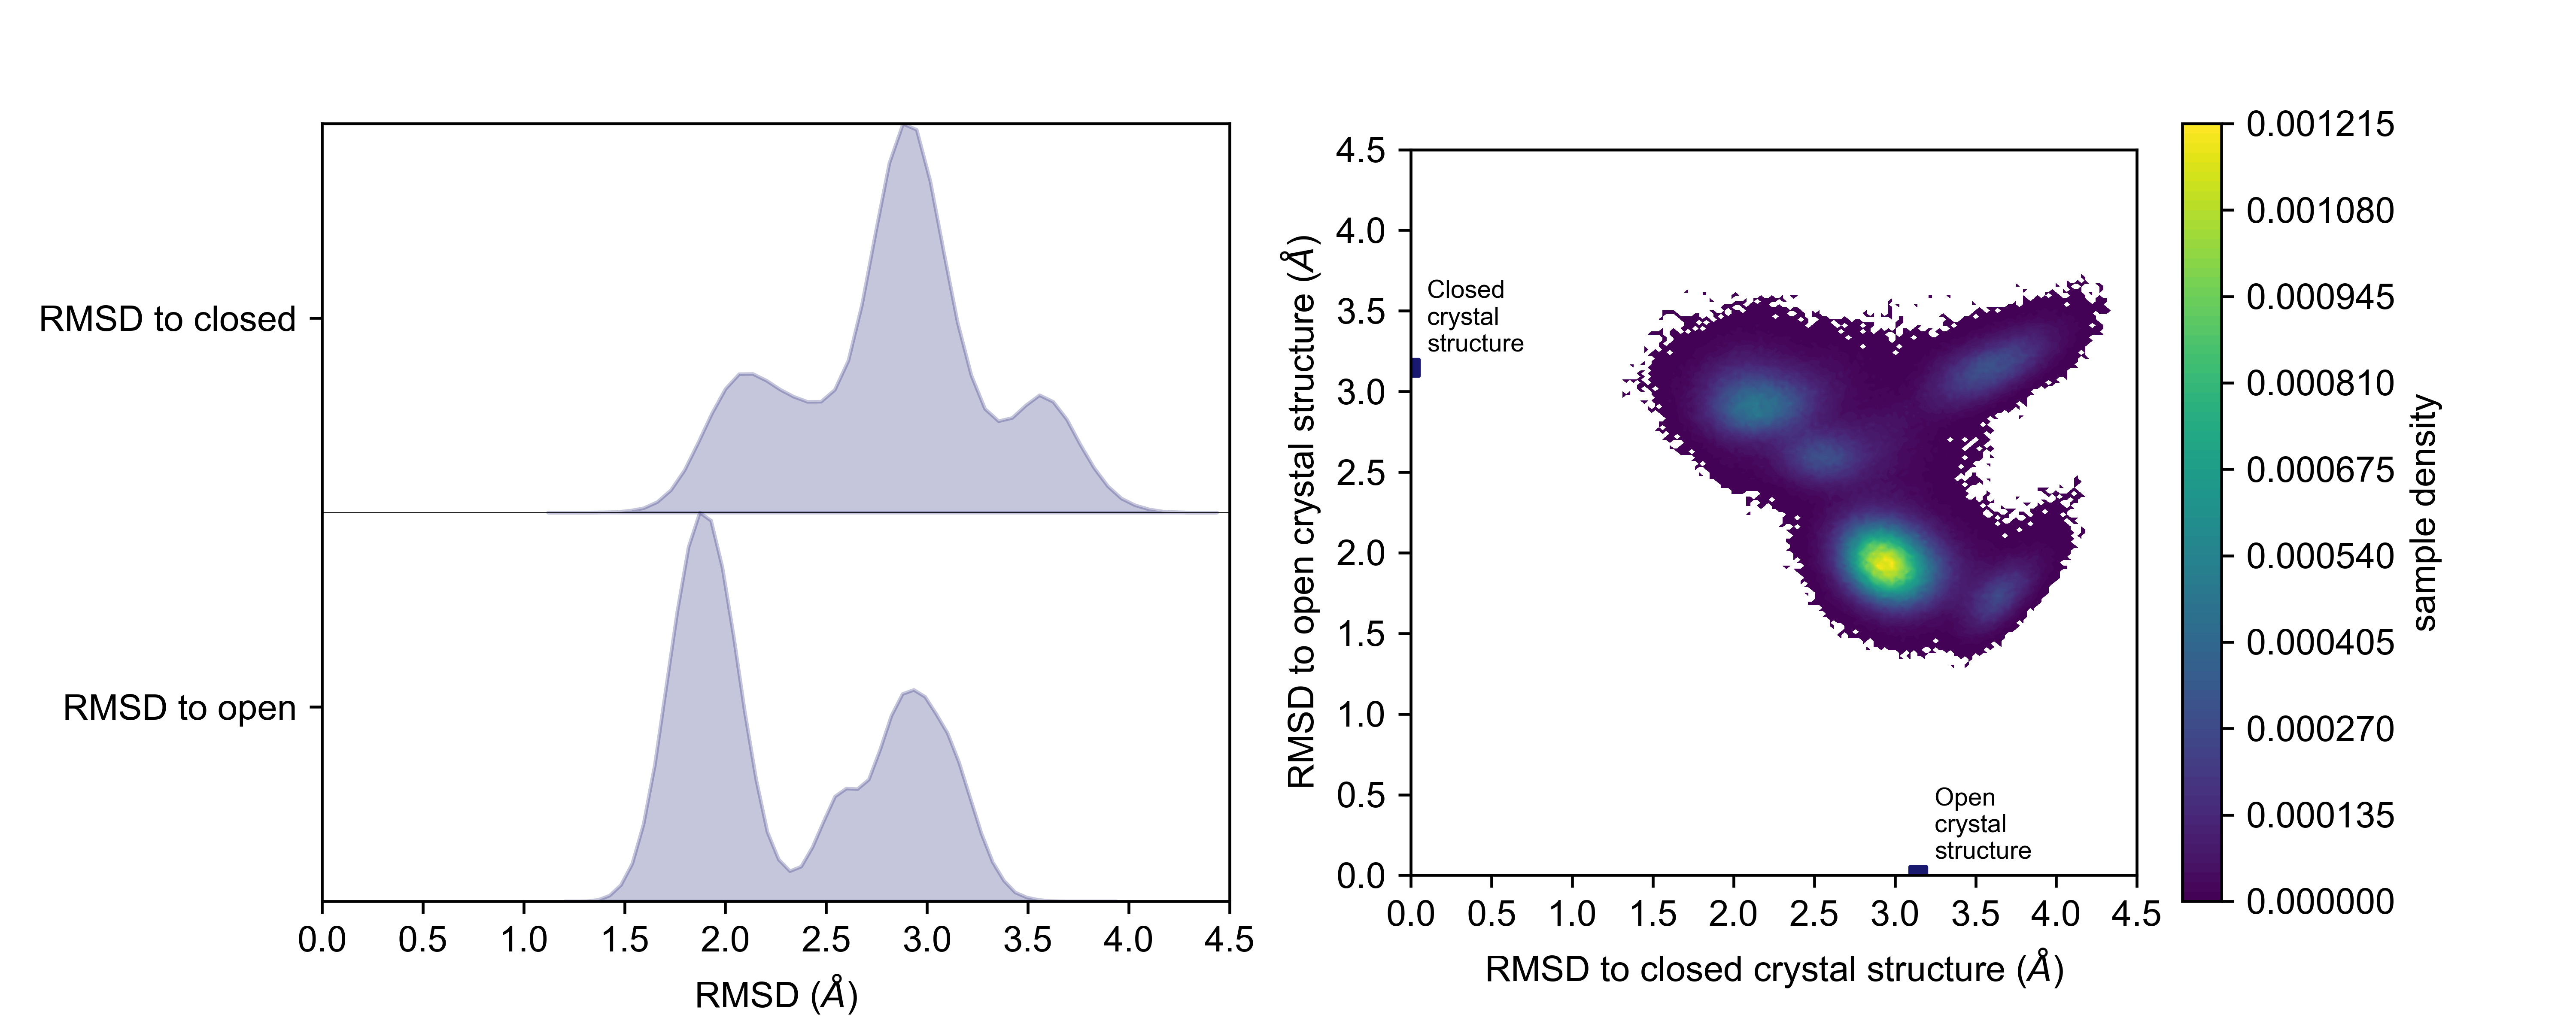 RMSD to closed
RMSD to open
0.0 0.5 1.0 1.5 2.0 2.5 3.0 3.5 4.0 4.5
RMSD (Å)
RMSD to open crystal structure (Å)
4.5
4.0
3.5
3.0
2.5
2.0
1.5
1.0
0.5
0.0
Closed
crystal
structure
Open
crystal
structure
0.0 0.5 1.0 1.5 2.0 2.5 3.0 3.5 4.0 4.5
RMSD to closed crystal structure (Å)
0.001215
0.001080
0.000945
0.000810
0.000675
0.000540
0.000405
0.000270
0.000135
0.000000
sample density